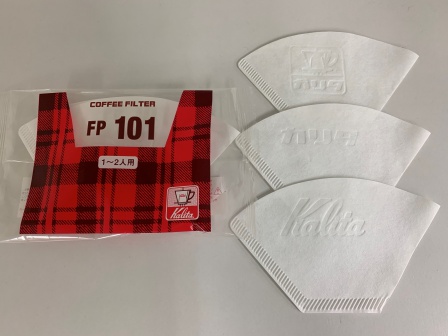 COFFEE FILTER
FP 101
1～2人用
Kalita
Kalita